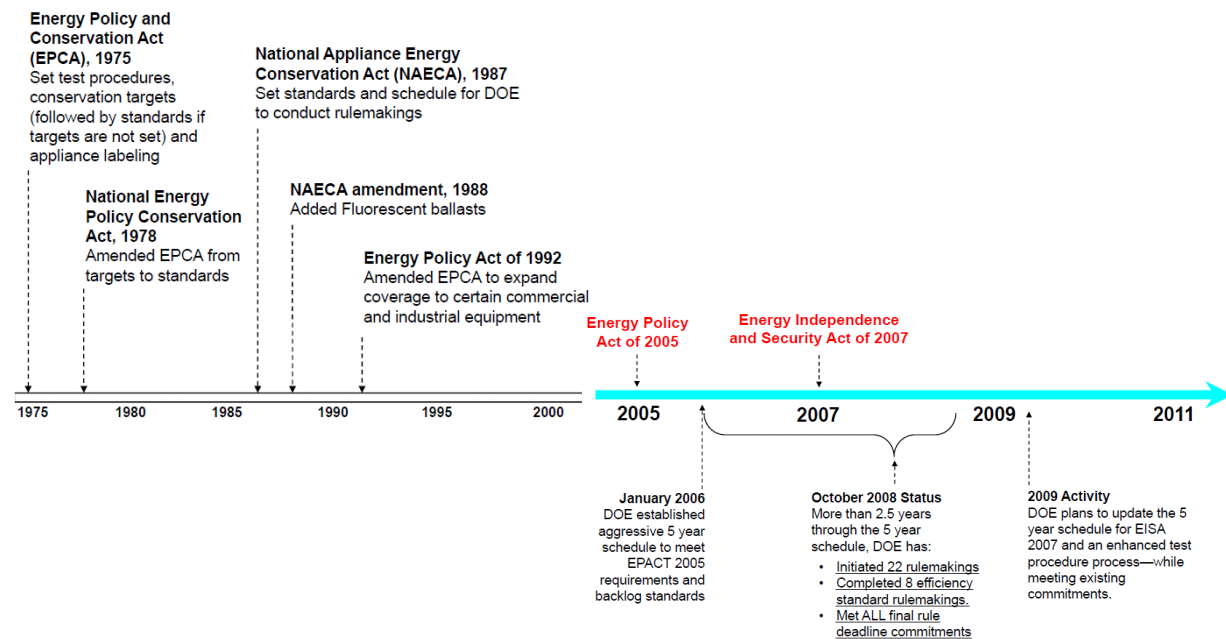 Energy Policy and
Conservation Act
(EPCA), 1975
Set test procedures,
conservation targets
(followed by standards if
targets are not set) and
appliance labeling
National Energy
Policy Conservation
Act, 1978
Amended EPCA from
targets to standards
National Appliance Energy
Conservation Act (NAECA), 1987
Set standards and schedule for DOE
to conduct rulemakings
NAECA amendment, 1988
Added Fluorescent ballasts
Energy Policy Act of 1992
Amended EPCA to expand
coverage to certain commercial
and industrial equipment
Energy Policy
Act of 2005
Energy Independence
and Security Act of 2007
1975 1980 1985 1990 1995 2000
2005 2007 2009 2011
January 2006
DOE established
aggressive 5 year
schedule to meet
EPACT 2005
requirements and
backlog standards
October 2008 Status
More than 2.5 years
through the 5 year
schedule, DOE has:
• Initiated 22 rulemakings
• Completed 8 efficiency
standard rulemakings.
• Met ALL final rule
deadline commitments
2009 Activity
DOE plans to update the 5
year schedule for EISA
2007 and an enhanced test
procedure process—while
meeting existing
commitments.